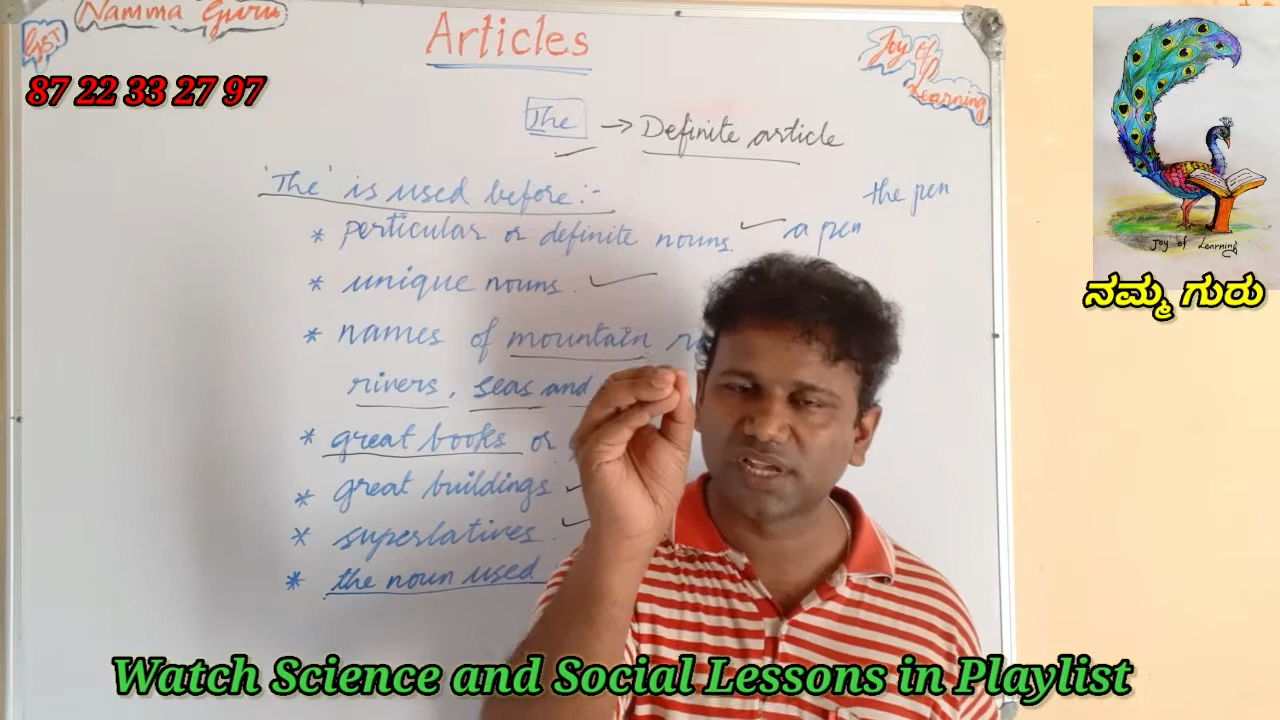 Namma Guru
87 22 33 27 97
Articles
Joy of
Learning
The → Definite article
'The' is used before:-
the pen
* perticular or definite nouns. a pen
* unique nouns.
* names of mountain
rivers, seas and
* great books or
* great buildings
* superlatives.
* the noun used
Joy of Learning
ನಮ್ಮ ಗುರು
Watch Science and Social Lessons in Playlist